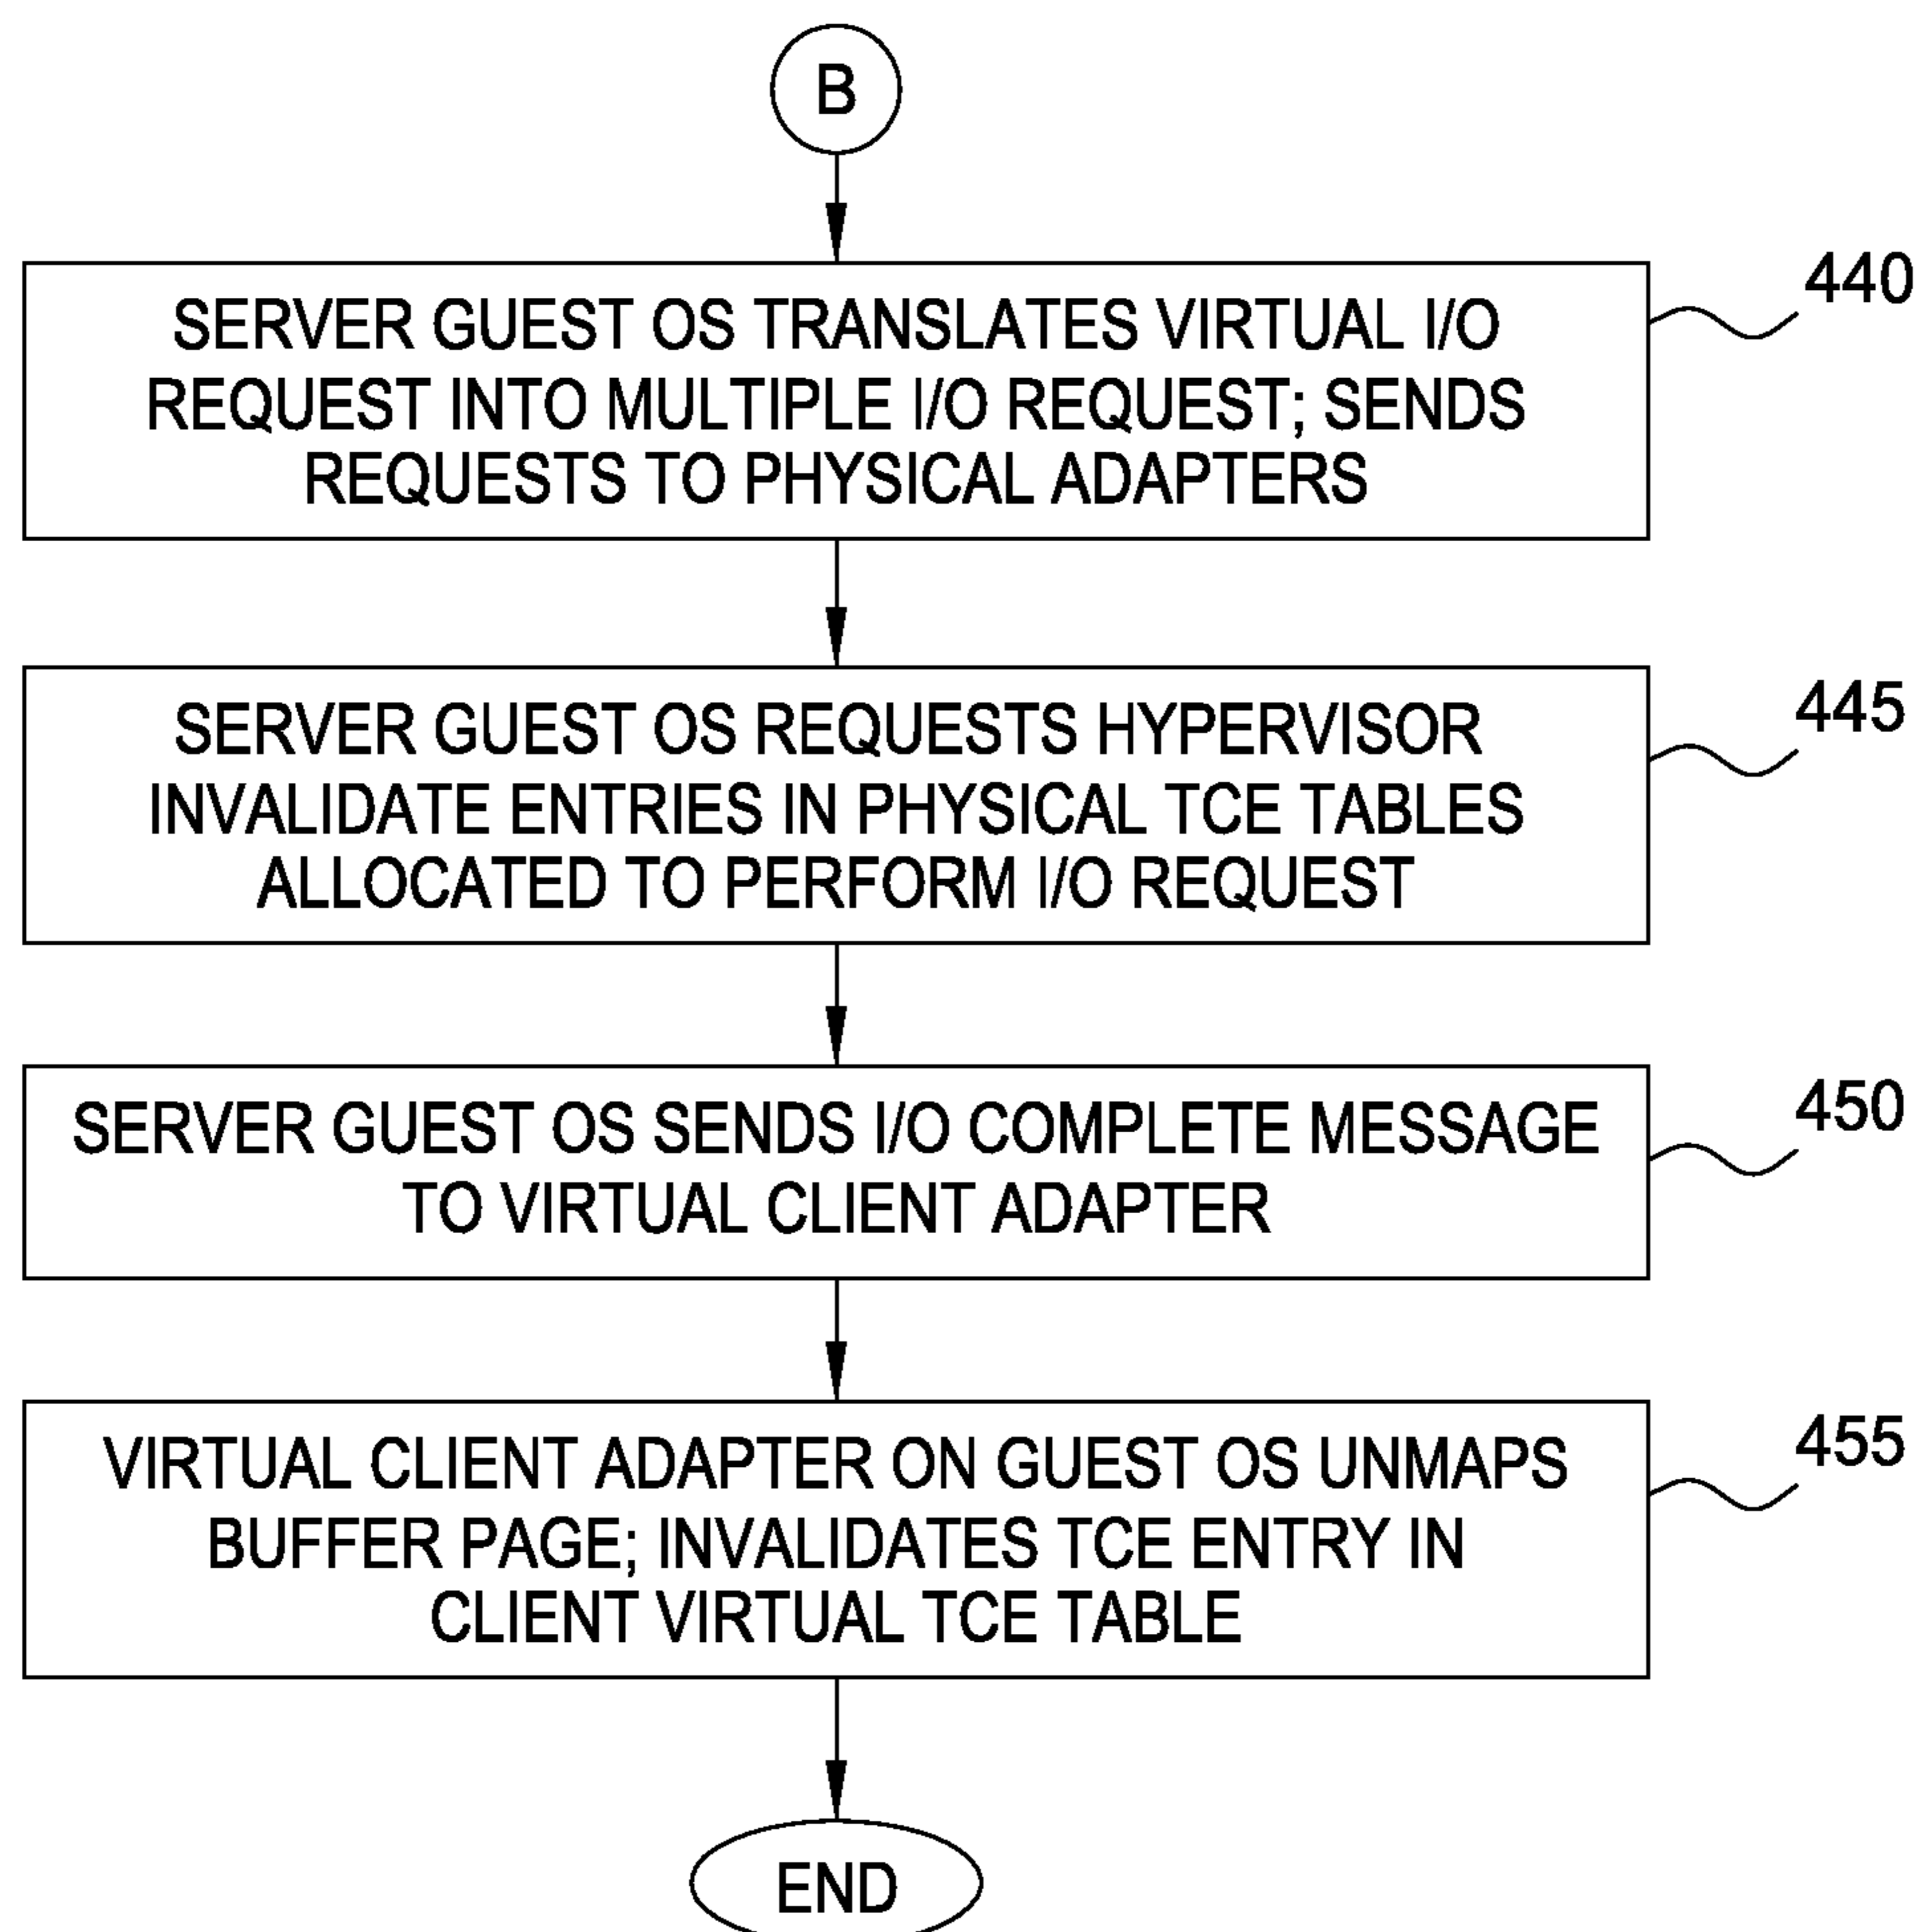 B
SERVER GUEST OS TRANSLATES VIRTUAL I/O
REQUEST INTO MULTIPLE I/O REQUEST; SENDS
REQUESTS TO PHYSICAL ADAPTERS
440
SERVER GUEST OS REQUESTS HYPERVISOR
INVALIDATE ENTRIES IN PHYSICAL TCE TABLES
ALLOCATED TO PERFORM I/O REQUEST
445
SERVER GUEST OS SENDS I/O COMPLETE MESSAGE
TO VIRTUAL CLIENT ADAPTER
450
VIRTUAL CLIENT ADAPTER ON GUEST OS UNMAPS
BUFFER PAGE; INVALIDATES TCE ENTRY IN
CLIENT VIRTUAL TCE TABLE
455
END